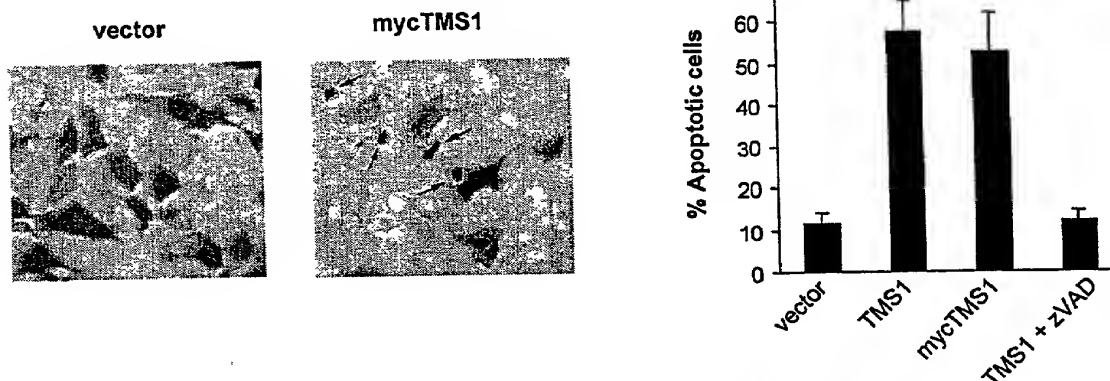 vector
mycTMS1
% Apoptotic cells
60
50
40
30
20
10
0
vector
TMS1
mycTMS1
TMS1 + zVAD